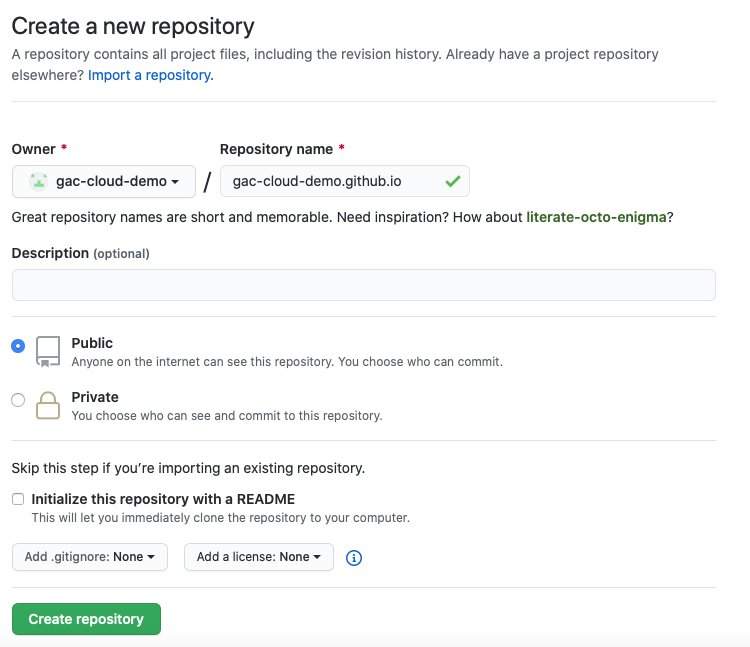 Create a new repository
A repository contains all project files, including the revision history. Already have a project repository
elsewhere? Import a repository.
Owner * Repository name *
gac-cloud-demo / gac-cloud-demo.github.io
Great repository names are short and memorable. Need inspiration? How about literate-octo-enigma?
Description (optional)
Public
Anyone on the internet can see this repository. You choose who can commit.
Private
You choose who can see and commit to this repository.
Skip this step if you’re importing an existing repository.
Initialize this repository with a README
This will let you immediately clone the repository to your computer.
Add .gitignore: None Add a license: None
Create repository